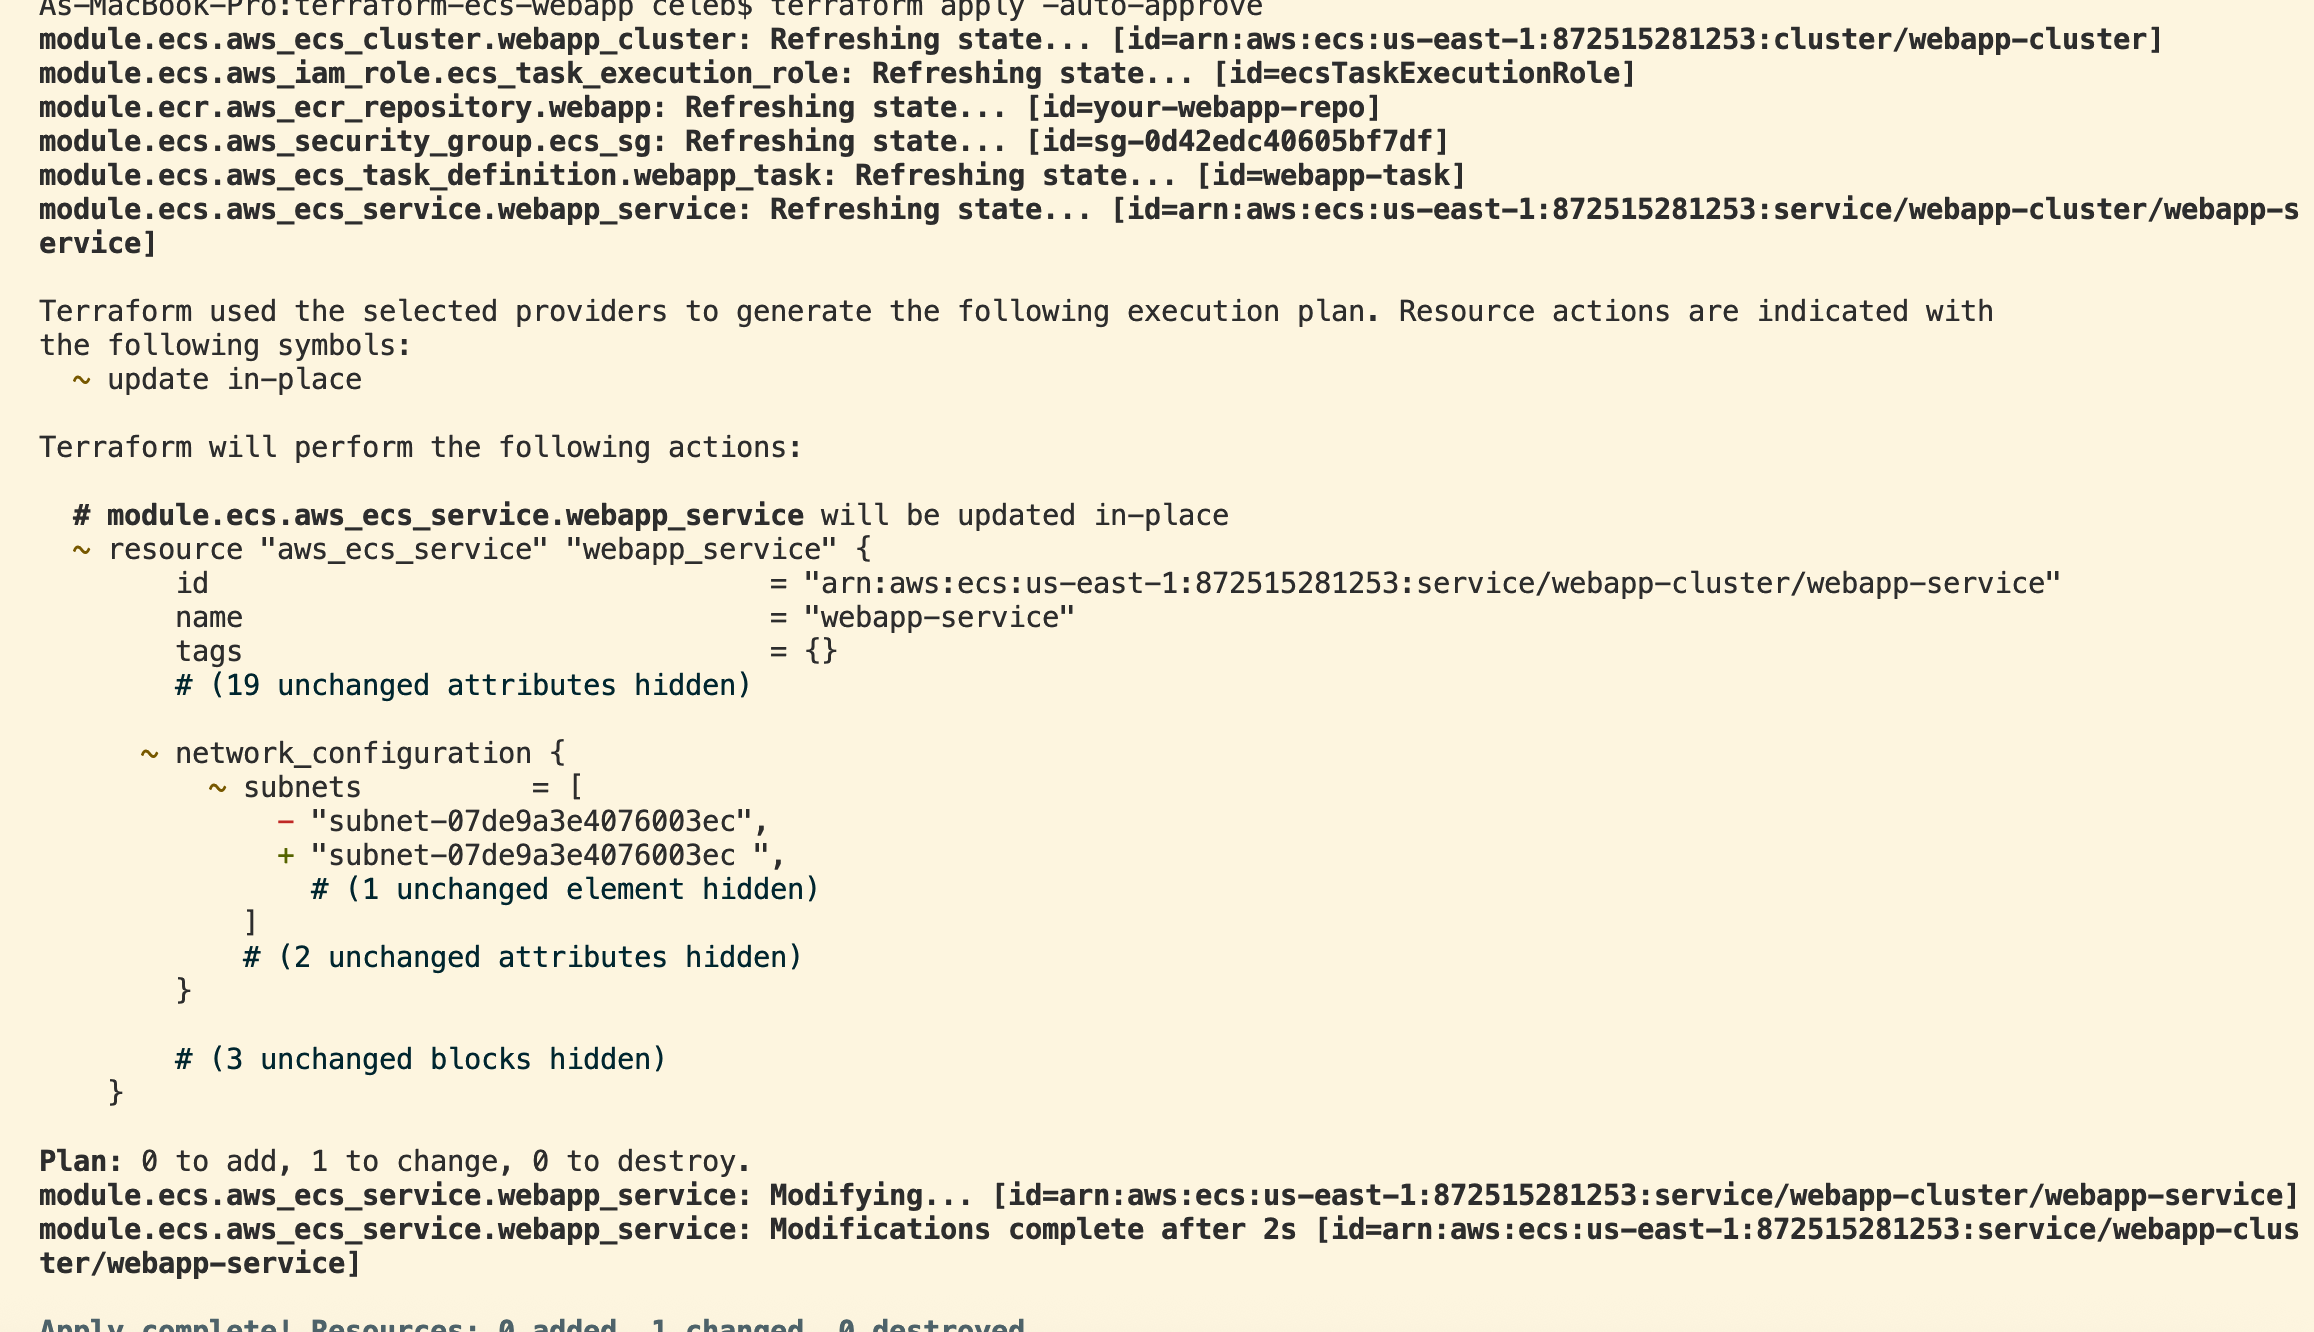 As-MacBook-Pro:terraform-ecs-webapp celeb$ terraform apply -auto-approve
module.ecs.aws_ecs_cluster.webapp_cluster: Refreshing state... [id=arn:aws:ecs:us-east-1:872515281253:cluster/webapp-cluster]
module.ecs.aws_iam_role.ecs_task_execution_role: Refreshing state... [id=ecsTaskExecutionRole]
module.ecr.aws_ecr_repository.webapp: Refreshing state... [id=your-webapp-repo]
module.ecs.aws_security_group.ecs_sg: Refreshing state... [id=sg-0d42edc40605bf7df]
module.ecs.aws_ecs_task_definition.webapp_task: Refreshing state... [id=webapp-task]
module.ecs.aws_ecs_service.webapp_service: Refreshing state... [id=arn:aws:ecs:us-east-1:872515281253:service/webapp-cluster/webapp-s
ervice]

Terraform used the selected providers to generate the following execution plan. Resource actions are indicated with
the following symbols:
  ~ update in-place

Terraform will perform the following actions:

  # module.ecs.aws_ecs_service.webapp_service will be updated in-place
  ~ resource "aws_ecs_service" "webapp_service" {
        id                                 = "arn:aws:ecs:us-east-1:872515281253:service/webapp-cluster/webapp-service"
        name                               = "webapp-service"
        tags                               = {}
        # (19 unchanged attributes hidden)

      ~ network_configuration {
          ~ subnets          = [
              - "subnet-07de9a3e4076003ec",
              + "subnet-07de9a3e4076003ec ",
                # (1 unchanged element hidden)
            ]
            # (2 unchanged attributes hidden)
        }

        # (3 unchanged blocks hidden)
    }

Plan: 0 to add, 1 to change, 0 to destroy.
module.ecs.aws_ecs_service.webapp_service: Modifying... [id=arn:aws:ecs:us-east-1:872515281253:service/webapp-cluster/webapp-service]
module.ecs.aws_ecs_service.webapp_service: Modifications complete after 2s [id=arn:aws:ecs:us-east-1:872515281253:service/webapp-clus
ter/webapp-service]

Apply complete! Resources: 0 added, 1 changed, 0 destroyed